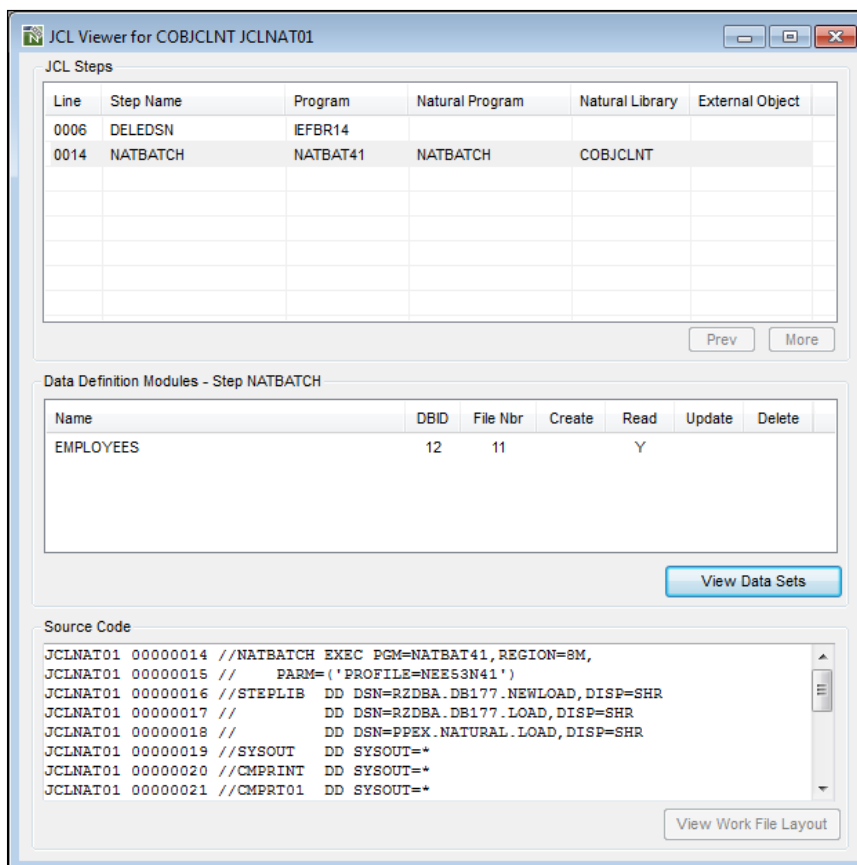 JCL Viewer for COBJCLNT JCLNAT01
JCL Steps
Line Step Name Program Natural Program Natural Library External Object
0006 DELEDSN IEFBR14
0014 NATBATCH NATBAT41 NATBATCH COBJCLNT
Prev More
Data Definition Modules - Step NATBATCH
Name DBID File Nbr Create Read Update Delete
EMPLOYEES 12 11 Y
View Data Sets
Source Code
JCLNAT01 00000014 //NATBATCH EXEC PGM=NATBAT41,REGION=8M,
JCLNAT01 00000015 //    PARM=('PROFILE=NEE53N41')
JCLNAT01 00000016 //STEPLIB  DD DSN=RZDBA.DB177.NEWLOAD,DISP=SHR
JCLNAT01 00000017 //         DD DSN=RZDBA.DB177.LOAD,DISP=SHR
JCLNAT01 00000018 //         DD DSN=PPEX.NATURAL.LOAD,DISP=SHR
JCLNAT01 00000019 //SYSOUT   DD SYSOUT=*
JCLNAT01 00000020 //CMPRINT  DD SYSOUT=*
JCLNAT01 00000021 //CMPRT01  DD SYSOUT=*
View Work File Layout